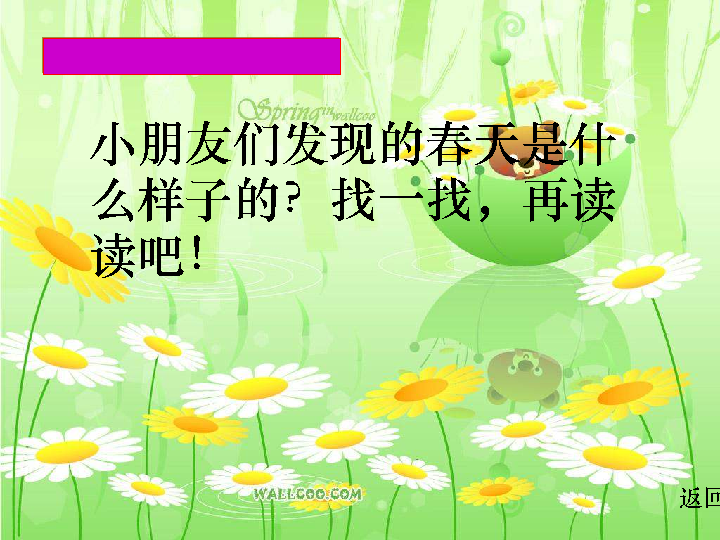 Spring in wallcoo
小朋友们发现的春天是什
么样子的？找一找，再读
读吧！
WALLCOO.COM
返回